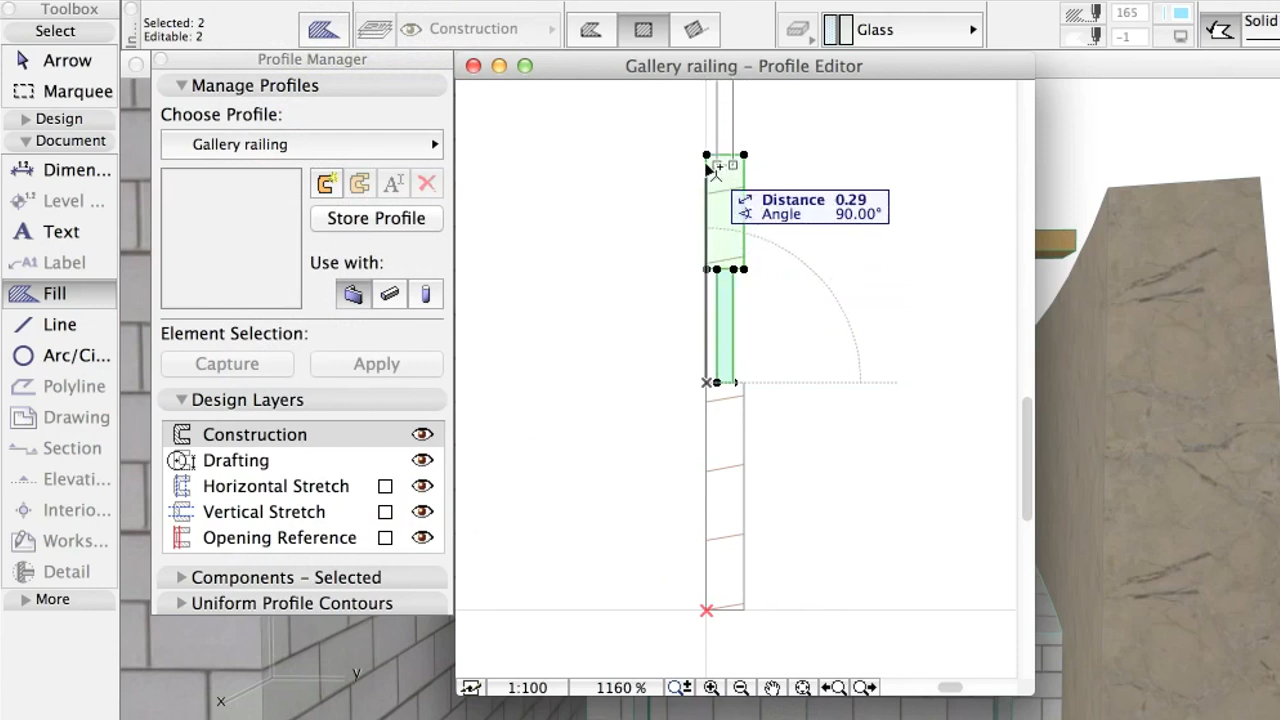 Toolbox
Select
Arrow
Marquee
Design
Document
Dimen...
Level ...
Text
Label
Fill
Line
Arc/Ci...
Polyline
Drawing
Section
Elevati...
Interio...
Works...
Detail
More
Selected: 2
Editable: 2
Construction
Glass
165
-1
Solid
Profile Manager
Manage Profiles
Choose Profile:
Gallery railing
Store Profile
Use with:
Element Selection:
Capture
Apply
Design Layers
Construction
Drafting
Horizontal Stretch
Vertical Stretch
Opening Reference
Components – Selected
Uniform Profile Contours
Gallery railing – Profile Editor
Distance 0.29
Angle 90.00°
1:100
1160 %
x
y
A1